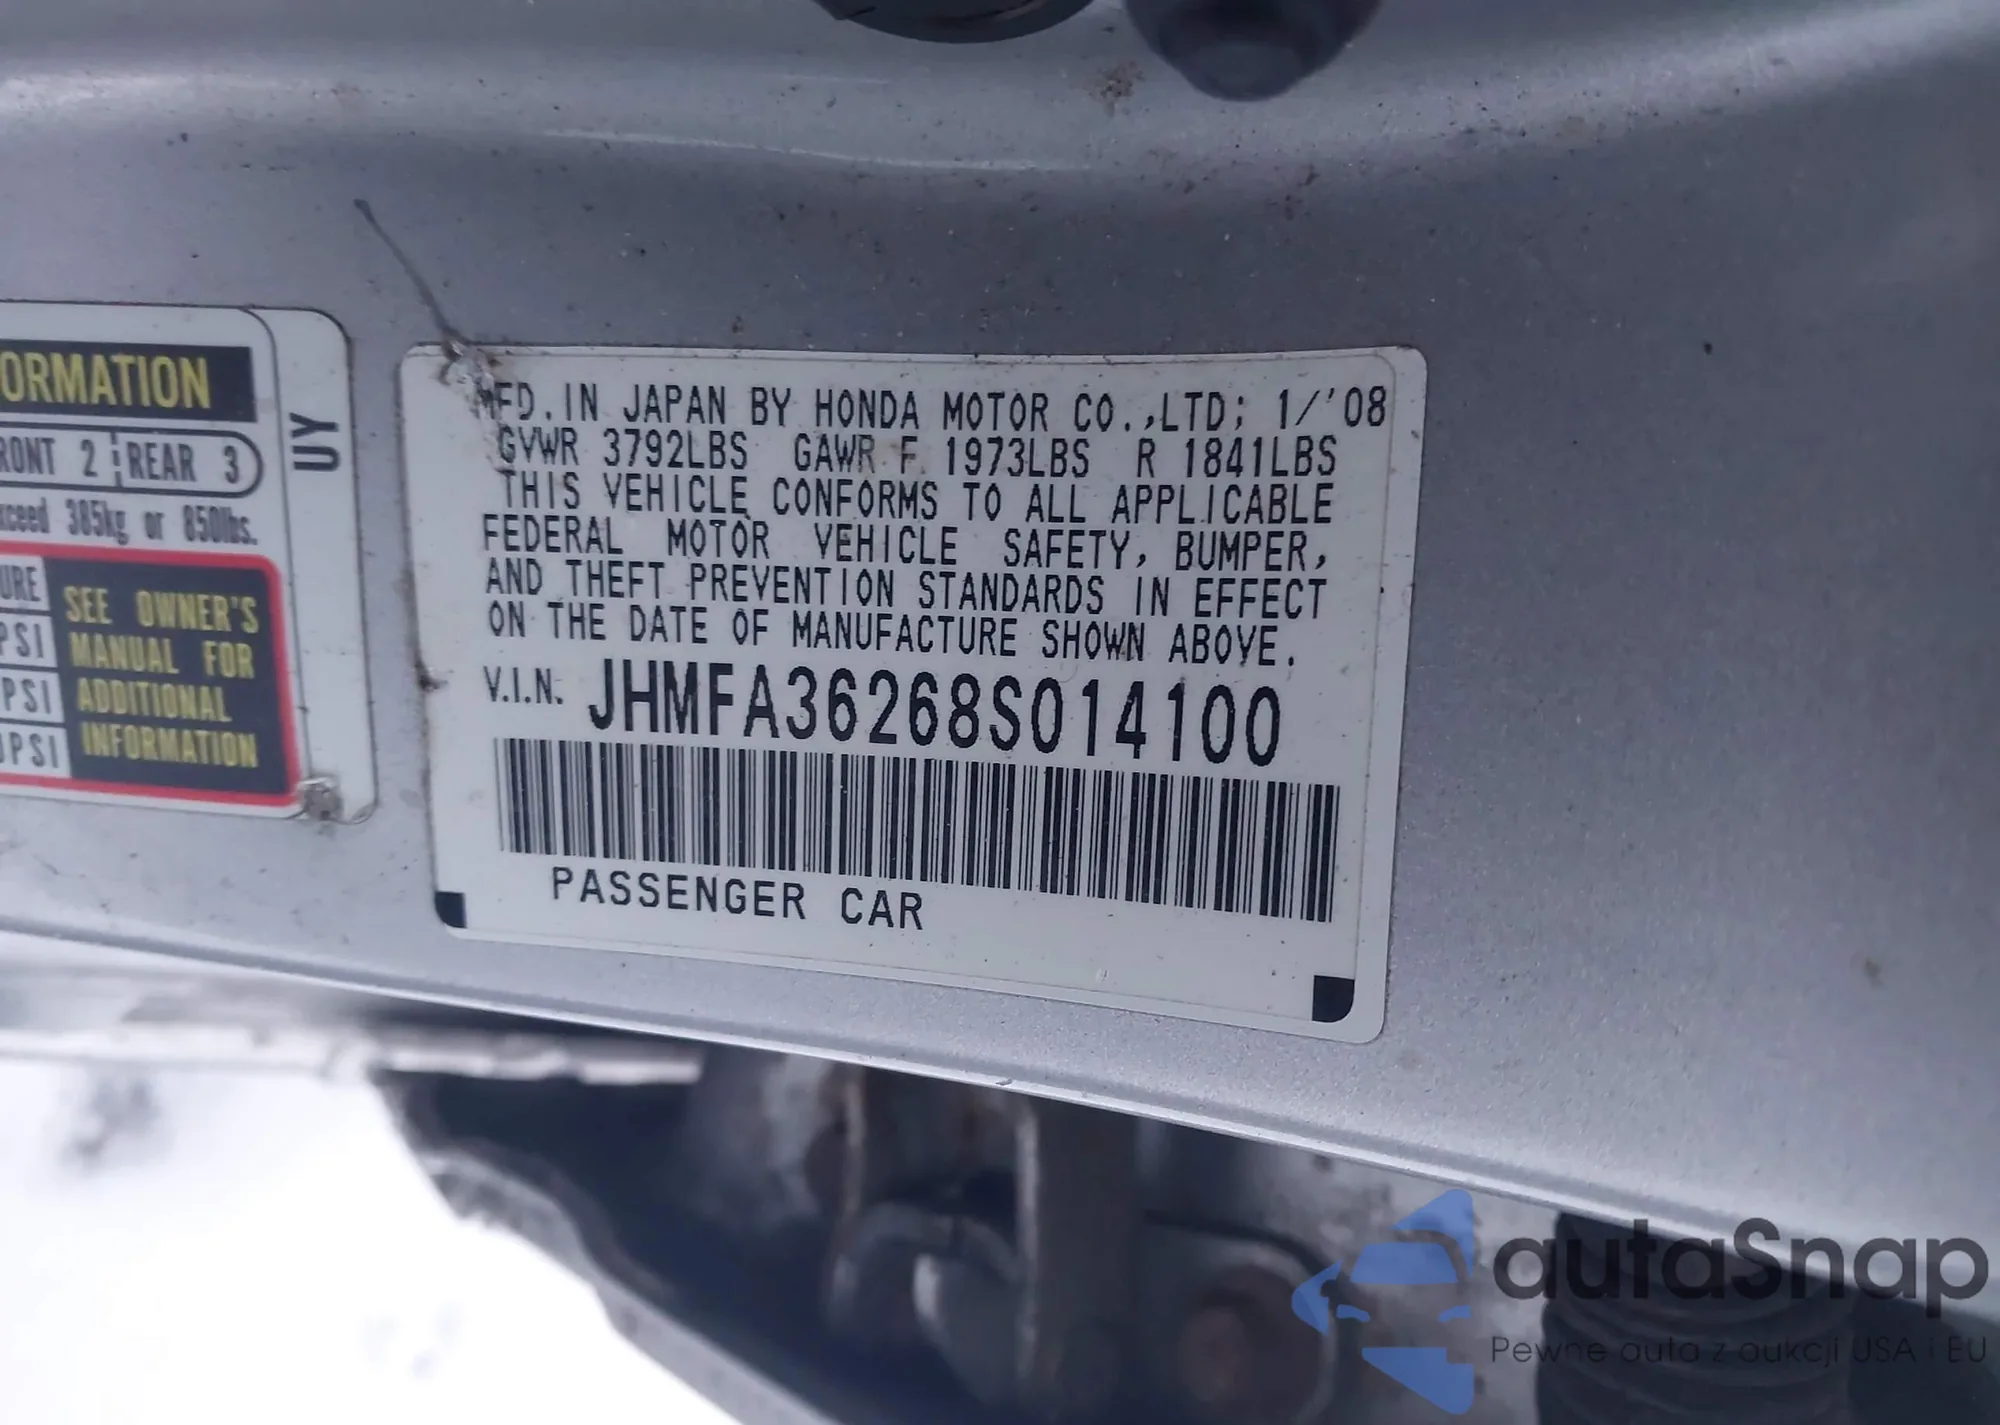 ORMATION
RONT 2 REAR 3
xceed 385kg or 850lbs.
URE
PSI
PSI
PSI
SEE OWNER'S
MANUAL FOR
ADDITIONAL
INFORMATION
UY
MFD. IN JAPAN BY HONDA MOTOR CO.,LTD; 1/'08
GVWR 3792LBS GAWR F 1973LBS R 1841LBS
THIS VEHICLE CONFORMS TO ALL APPLICABLE
FEDERAL MOTOR VEHICLE SAFETY, BUMPER,
AND THEFT PREVENTION STANDARDS IN EFFECT
ON THE DATE OF MANUFACTURE SHOWN ABOVE.
V.I.N. JHMFA36268S014100
PASSENGER CAR
autaSnap
Pewne auta z aukcji USA i EU